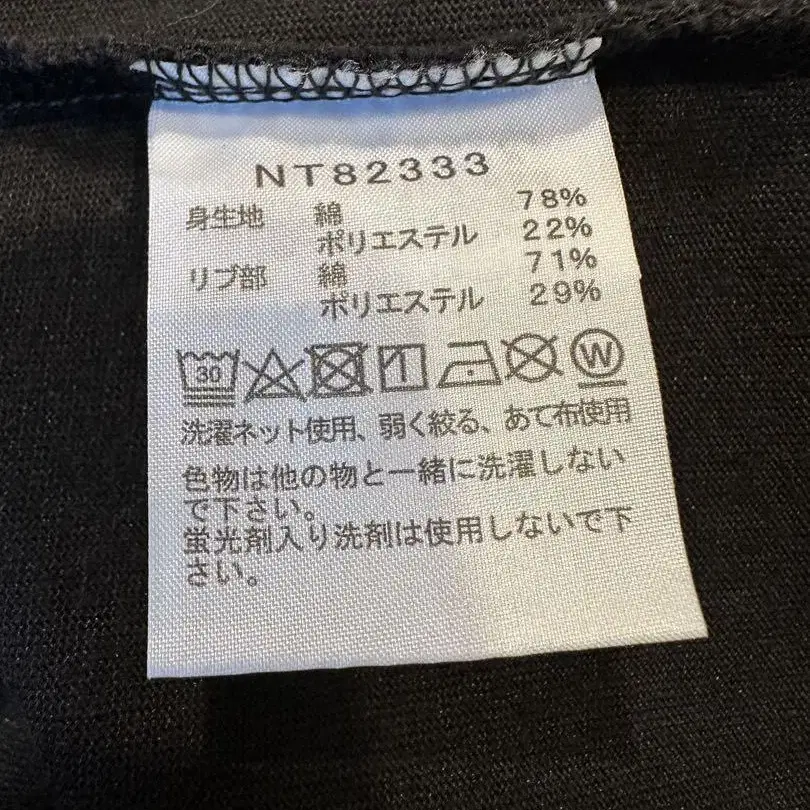 NT82333
身生地 綿 78%
ポリエステル 22%
リブ部 綿 71%
ポリエステル 29%
30 W
洗濯ネット使用、弱く絞る、あて布使用
色物は他の物と一緒に洗濯しない
で下さい。
蛍光剤入り洗剤は使用しないで下
さい。